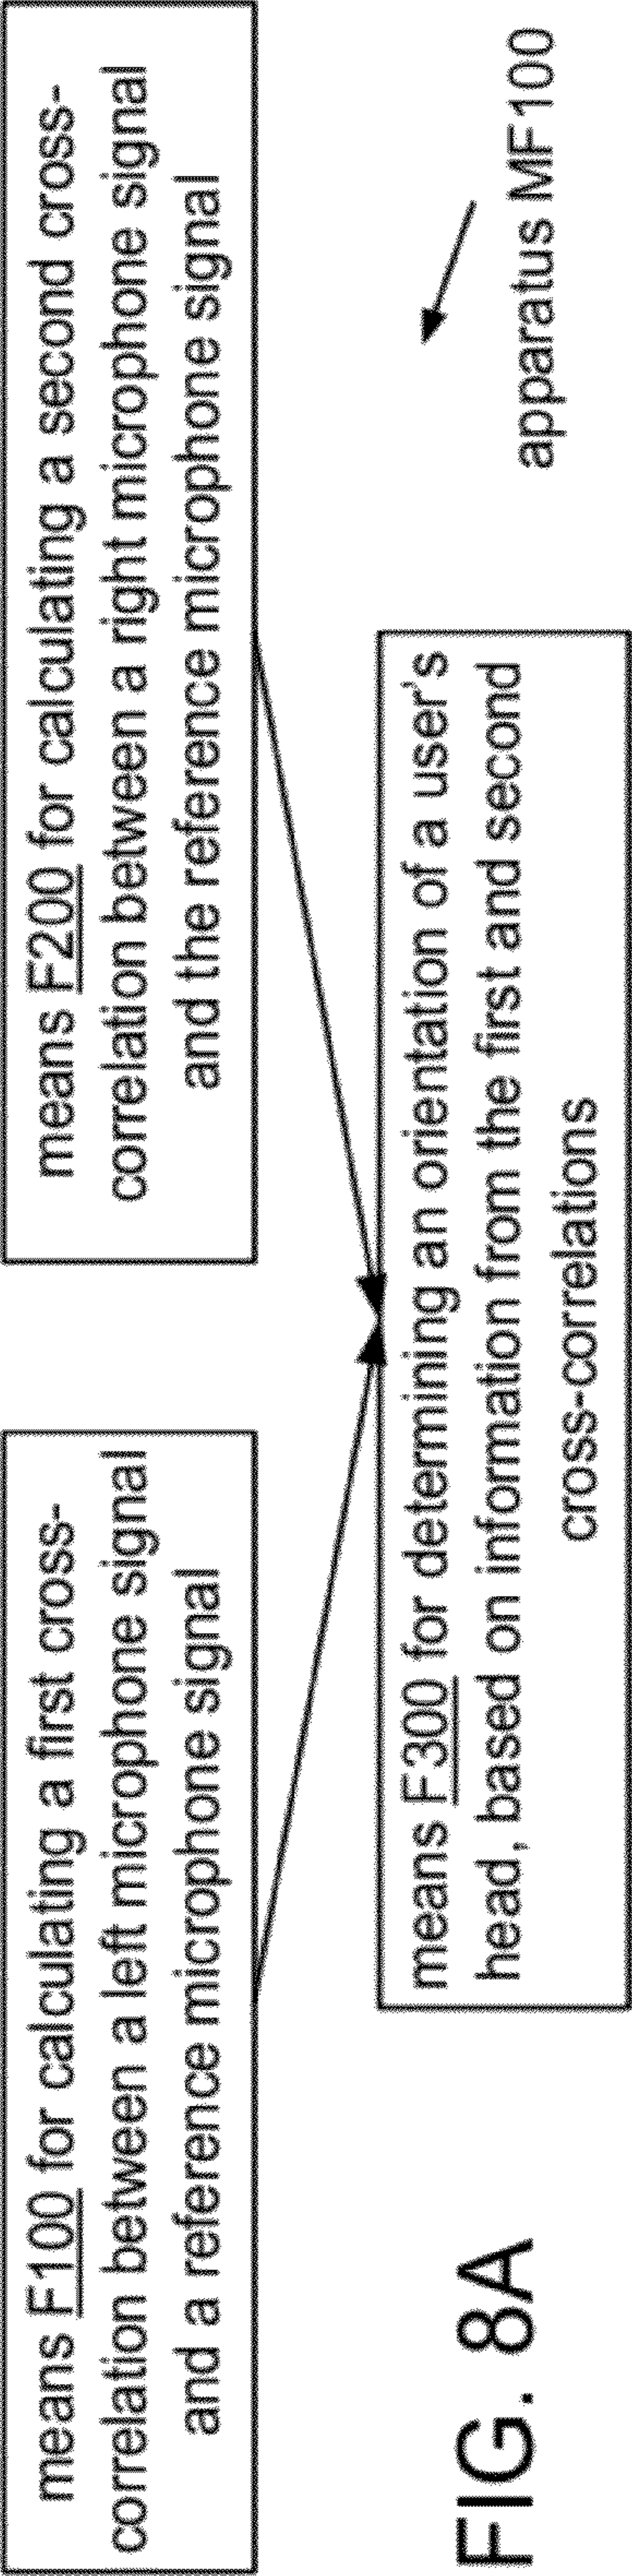 means F100 for calculating a first cross-
correlation between a left microphone signal
and a reference microphone signal
means F200 for calculating a second cross-
correlation between a right microphone signal
and the reference microphone signal
means F300 for determining an orientation of a user's
head, based on information from the first and second
cross-correlations
apparatus MF100
FIG. 8A